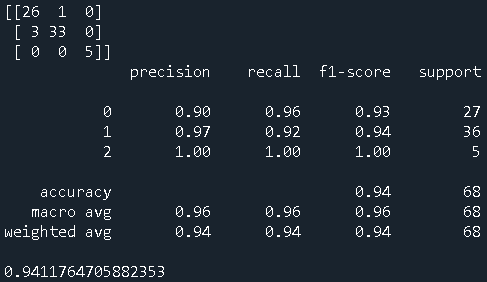 [[26  1  0]
 [ 3 33  0]
 [ 0  0  5]]
              precision    recall  f1-score   support

           0       0.90      0.96      0.93        27
           1       0.97      0.92      0.94        36
           2       1.00      1.00      1.00         5

    accuracy                           0.94        68
   macro avg       0.96      0.96      0.96        68
weighted avg       0.94      0.94      0.94        68

0.9411764705882353